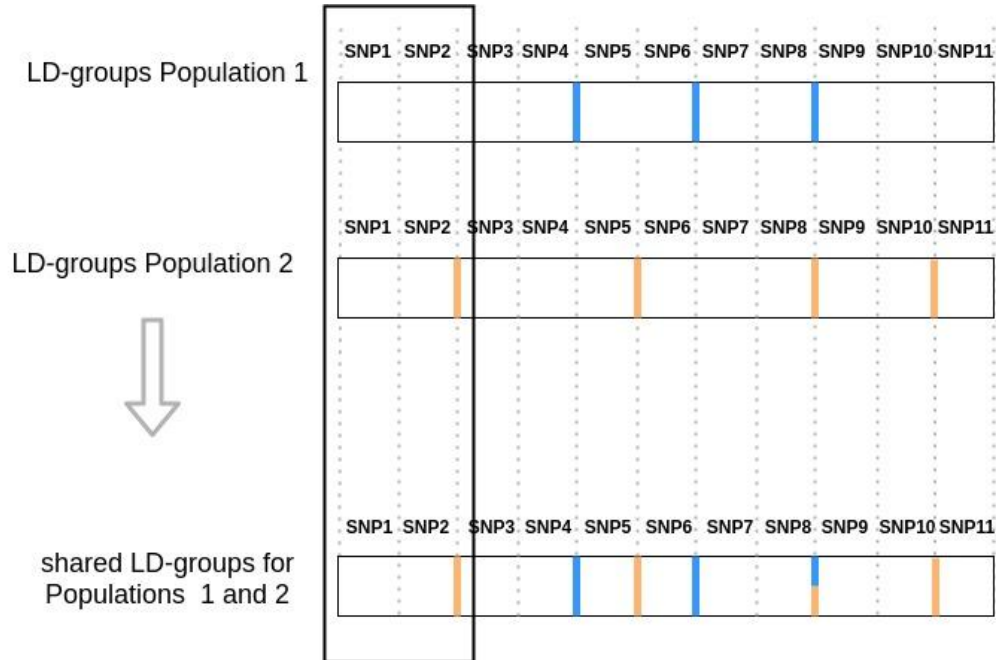 SNP1 SNP2 SNP3 SNP4 SNP5 SNP6 SNP7 SNP8 SNP9 SNP10 SNP11
LD-groups Population 1
SNP1 SNP2 SNP3 SNP4 SNP5 SNP6 SNP7 SNP8 SNP9 SNP10 SNP11
LD-groups Population 2
SNP1 SNP2 SNP3 SNP4 SNP5 SNP6 SNP7 SNP8 SNP9 SNP10 SNP11
shared LD-groups for
Populations 1 and 2